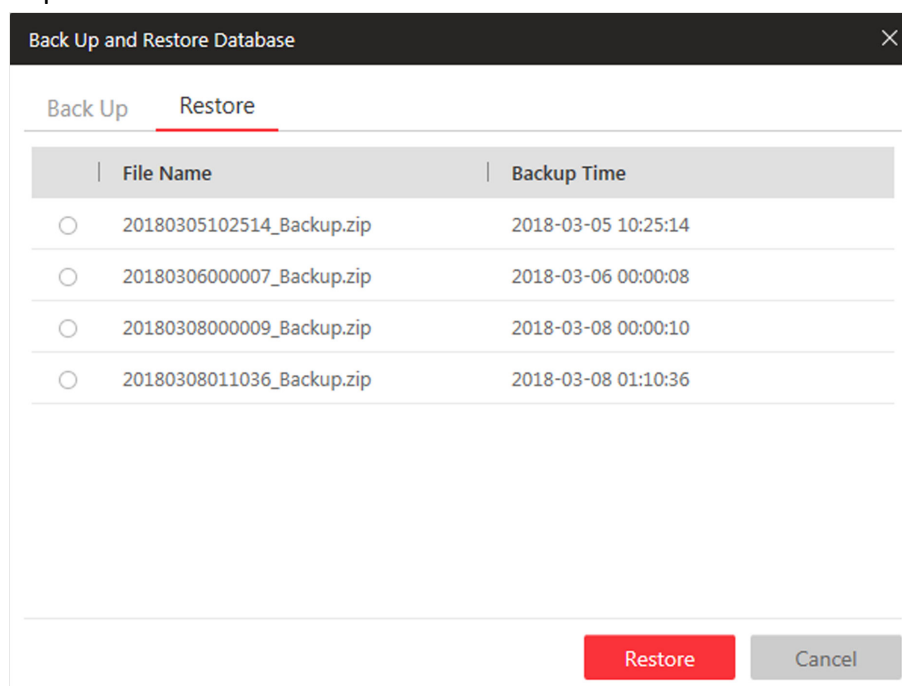 Back Up and Restore Database
Back Up Restore
File Name Backup Time
20180305102514_Backup.zip 2018-03-05 10:25:14
20180306000007_Backup.zip 2018-03-06 00:00:08
20180308000009_Backup.zip 2018-03-08 00:00:10
20180308011036_Backup.zip 2018-03-08 01:10:36
Restore Cancel